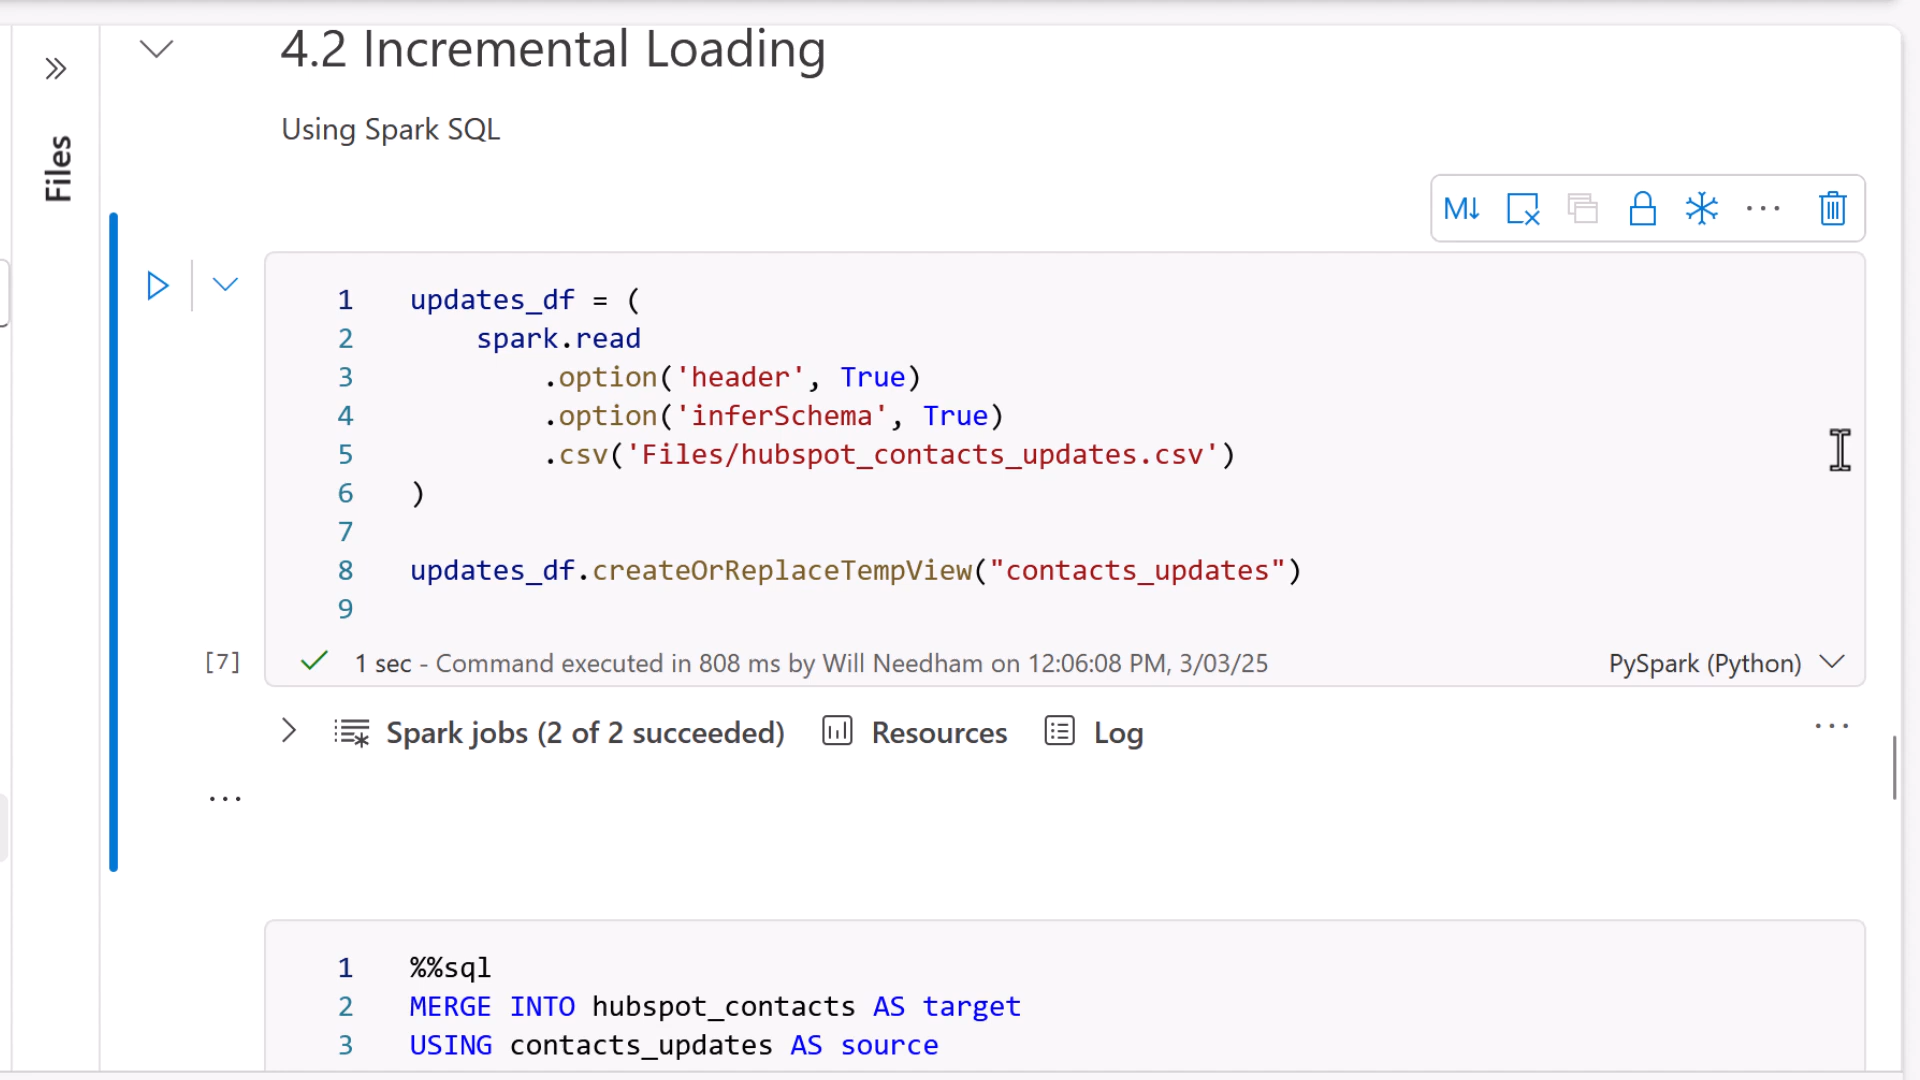 4.2 Incremental Loading
Using Spark SQL
Files
M↓
1 updates_df = (
2 spark.read
3 .option('header', True)
4 .option('inferSchema', True)
5 .csv('Files/hubspot_contacts_updates.csv')
6 )
7
8 updates_df.createOrReplaceTempView("contacts_updates")
9
[7] 1 sec - Command executed in 808 ms by Will Needham on 12:06:08 PM, 3/03/25 PySpark (Python)
Spark jobs (2 of 2 succeeded) Resources Log
1 %%sql
2 MERGE INTO hubspot_contacts AS target
3 USING contacts_updates AS source